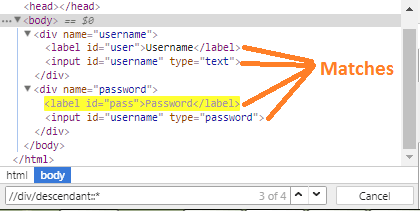 <head></head>
<body> == $0
<div name="username">
<label id="user">Username</label>
<input id="username" type="text">
</div>
<div name="password">
<label id="pass">Password</label>
<input id="username" type="password">
</div>
</body>
</html>
Matches
html body
//div/descendant::* 3 of 4 Cancel